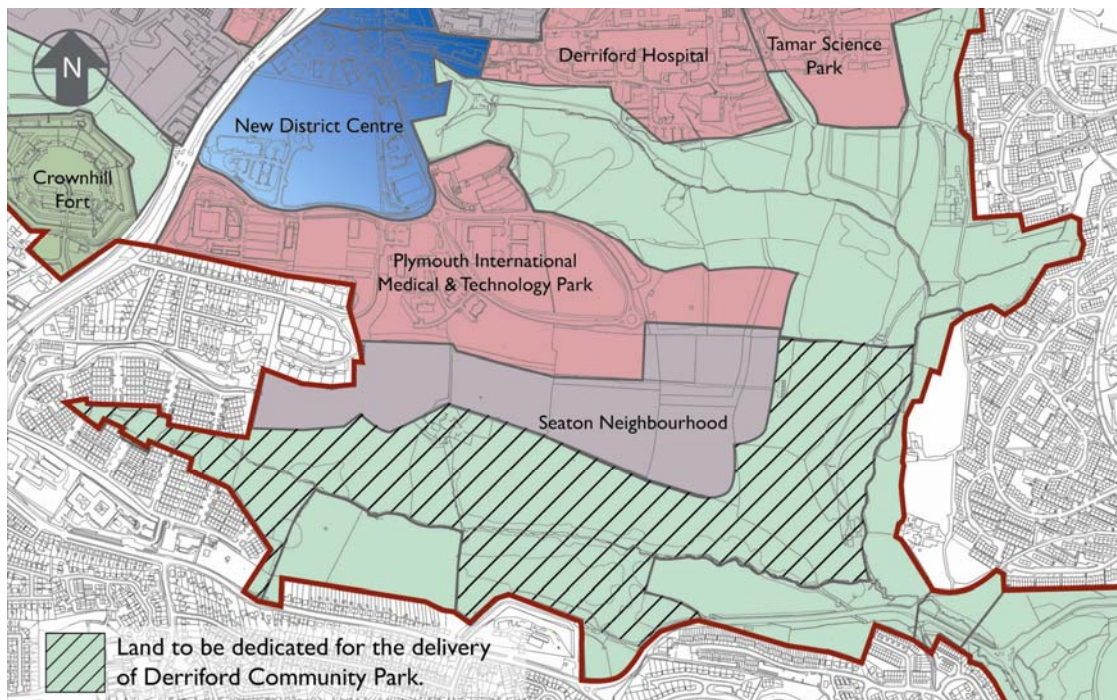 N
Derriford Hospital
Tamar Science
Park
New District Centre
Crownhill
Fort
Plymouth International
Medical & Technology Park
Seaton Neighbourhood
Land to be dedicated for the delivery
of Derriford Community Park.